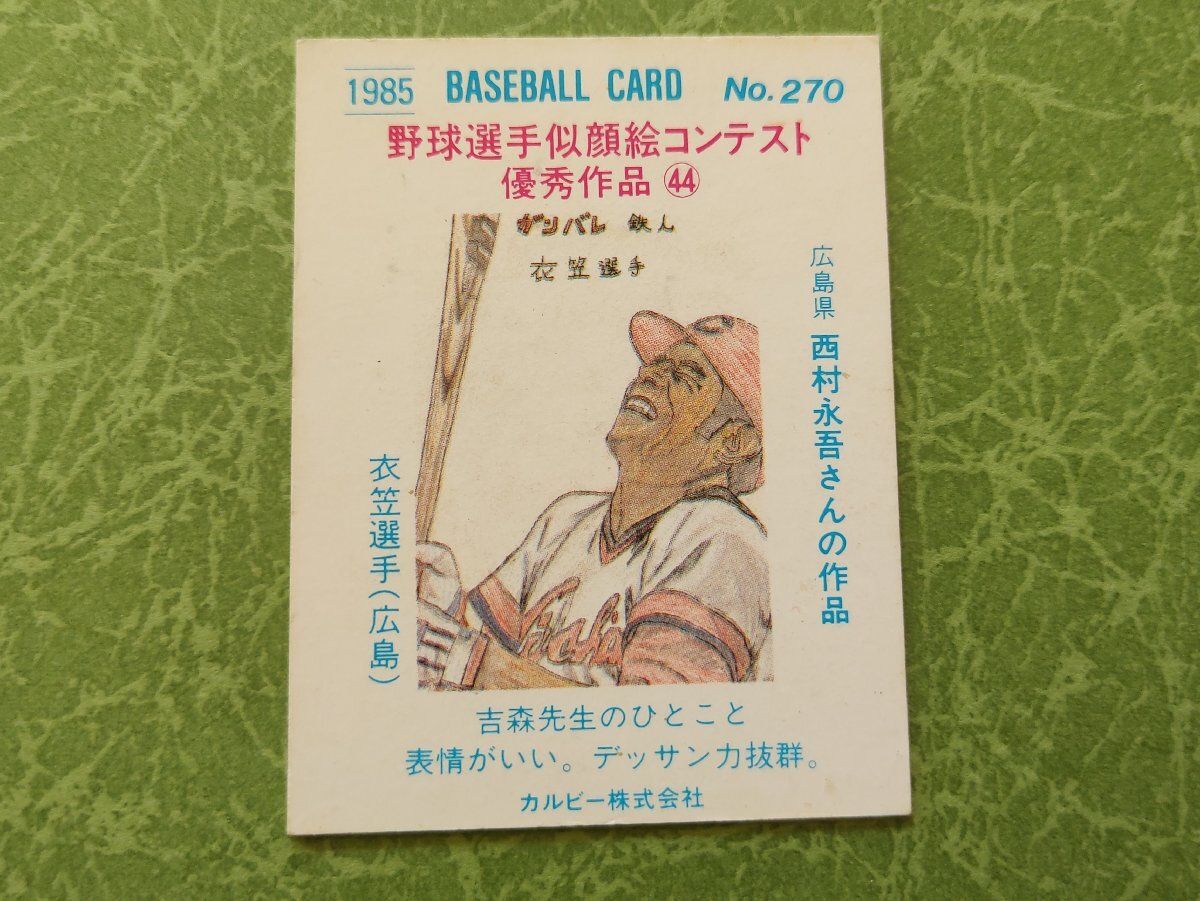 1985 BASEBALL CARD No.270
野球選手似顔絵コンテスト
優秀作品㊹
ガンバレ 鉄人
衣笠選手
広島県 西村永吾さんの作品
衣笠選手(広島)
吉森先生のひとこと
表情がいい。デッサン力抜群。
カルビー株式会社